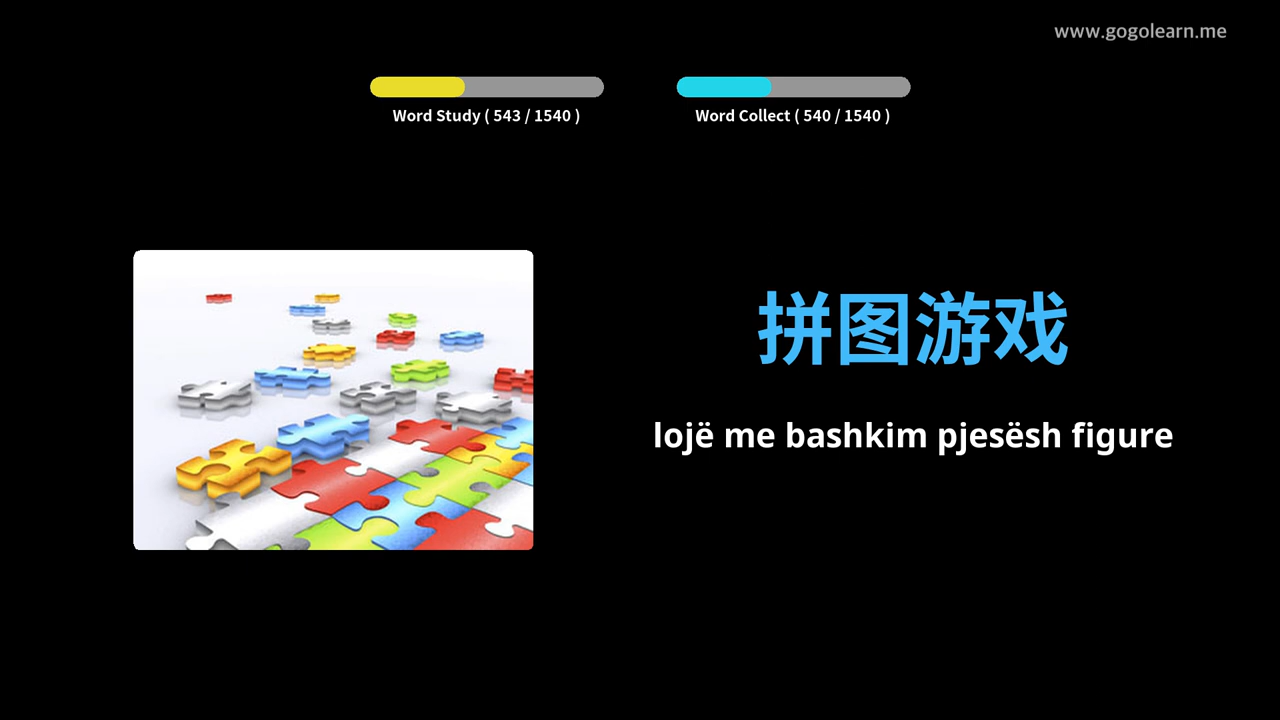 www.gogolearn.me
Word Study ( 543 / 1540 )
Word Collect ( 540 / 1540 )
拼图游戏
lojë me bashkim pjesësh figure